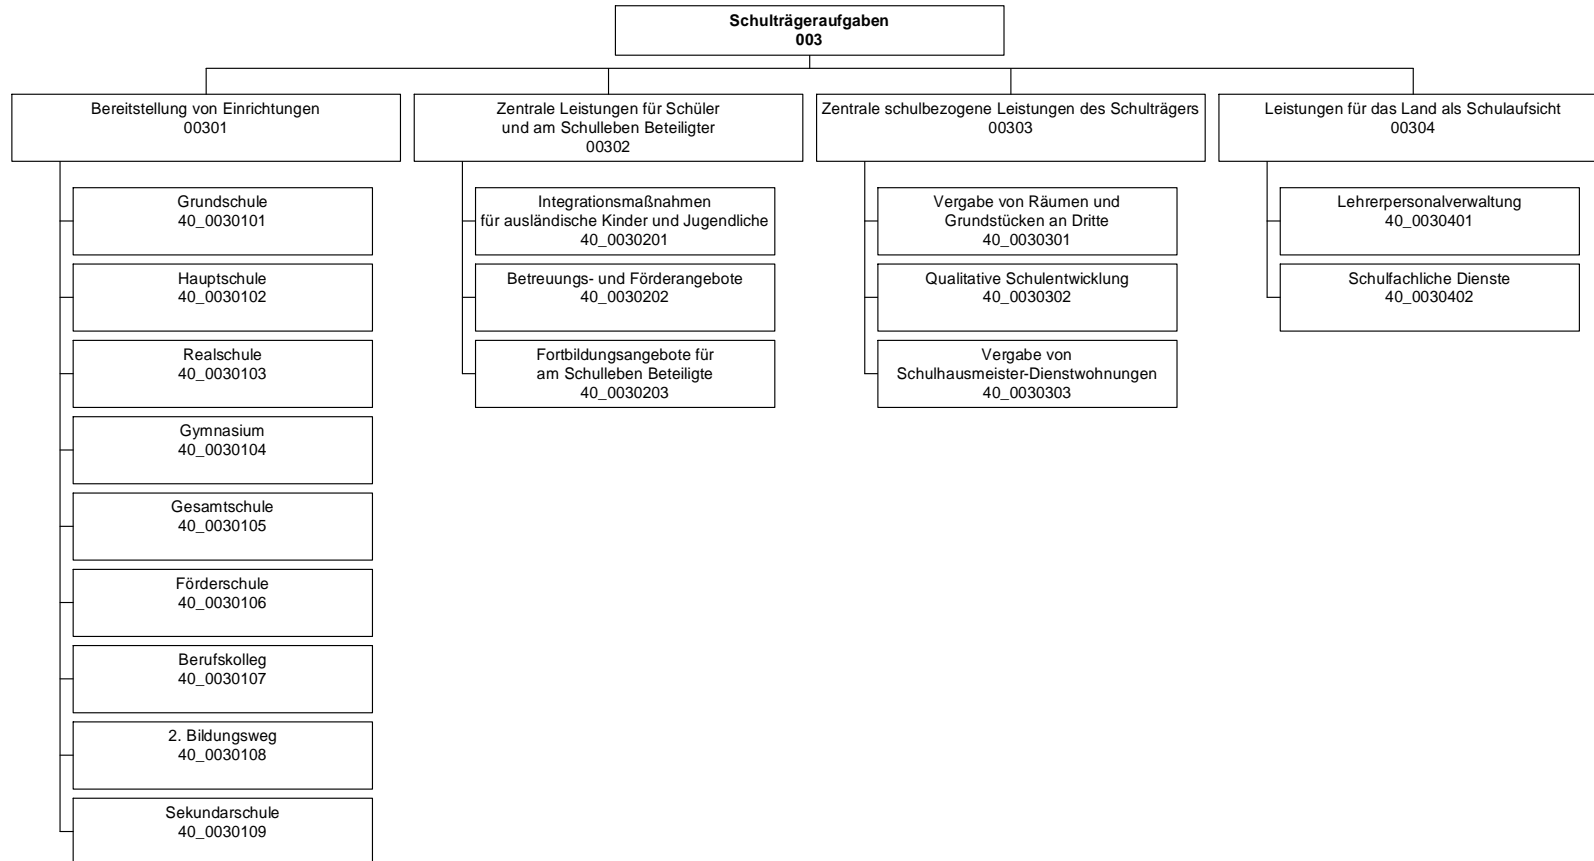 Schulträgeraufgaben
003
Bereitstellung von Einrichtungen
00301
Grundschule
40_0030101
Hauptschule
40_0030102
Realschule
40_0030103
Gymnasium
40_0030104
Gesamtschule
40_0030105
Förderschule
40_0030106
Berufskolleg
40_0030107
2. Bildungsweg
40_0030108
Sekundarschule
40_0030109
Zentrale Leistungen für Schüler
und am Schulleben Beteiligter
00302
Integrationsmaßnahmen
für ausländische Kinder und Jugendliche
40_0030201
Betreuungs- und Förderangebote
40_0030202
Fortbildungsangebote für
am Schulleben Beteiligte
40_0030203
Zentrale schulbezogene Leistungen des Schulträgers
00303
Vergabe von Räumen und
Grundstücken an Dritte
40_0030301
Qualitative Schulentwicklung
40_0030302
Vergabe von
Schulhausmeister-Dienstwohnungen
40_0030303
Leistungen für das Land als Schulaufsicht
00304
Lehrerpersonalverwaltung
40_0030401
Schulfachliche Dienste
40_0030402